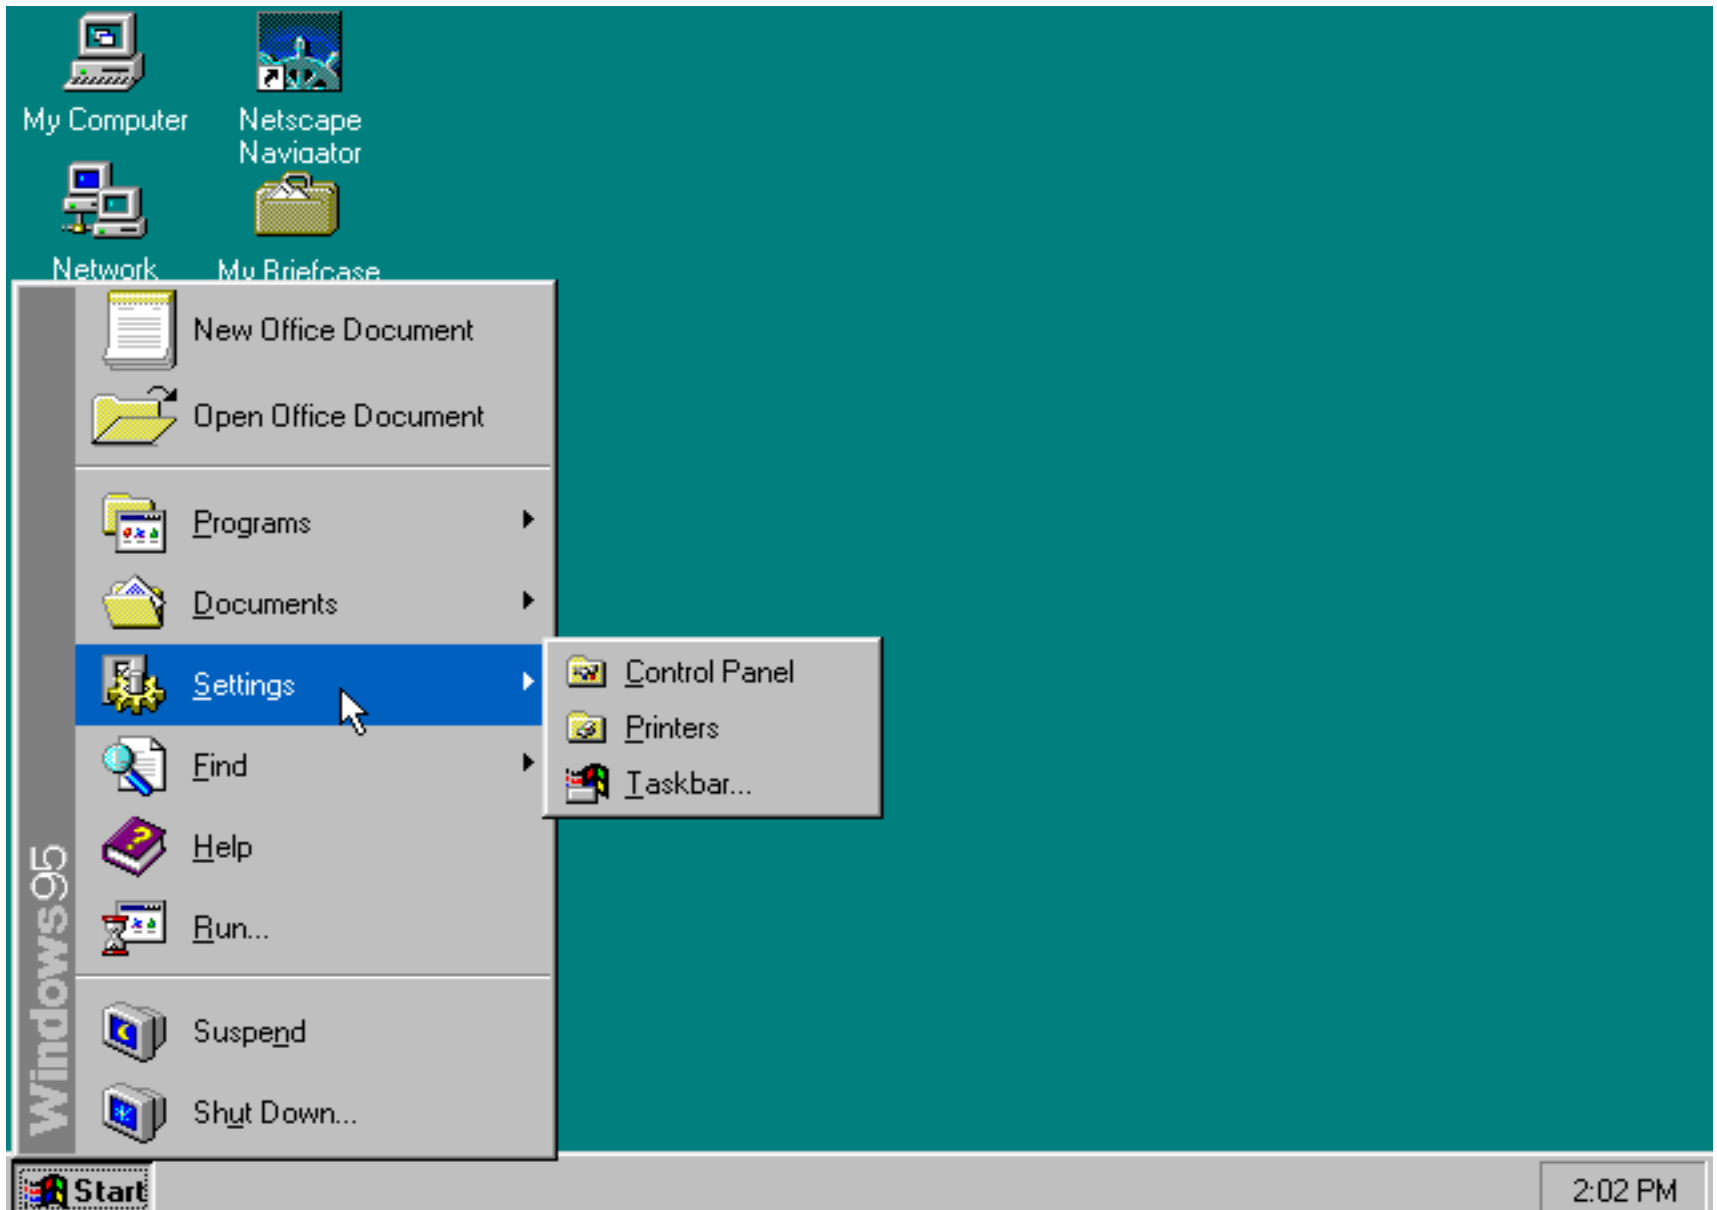 My Computer
Netscape
Navigator
Network
My Briefcase
New Office Document
Open Office Document
Programs
Documents
Settings
Find
Help
Run...
Suspend
Shut Down...
Control Panel
Printers
Taskbar...
Windows95
Start
2:02 PM